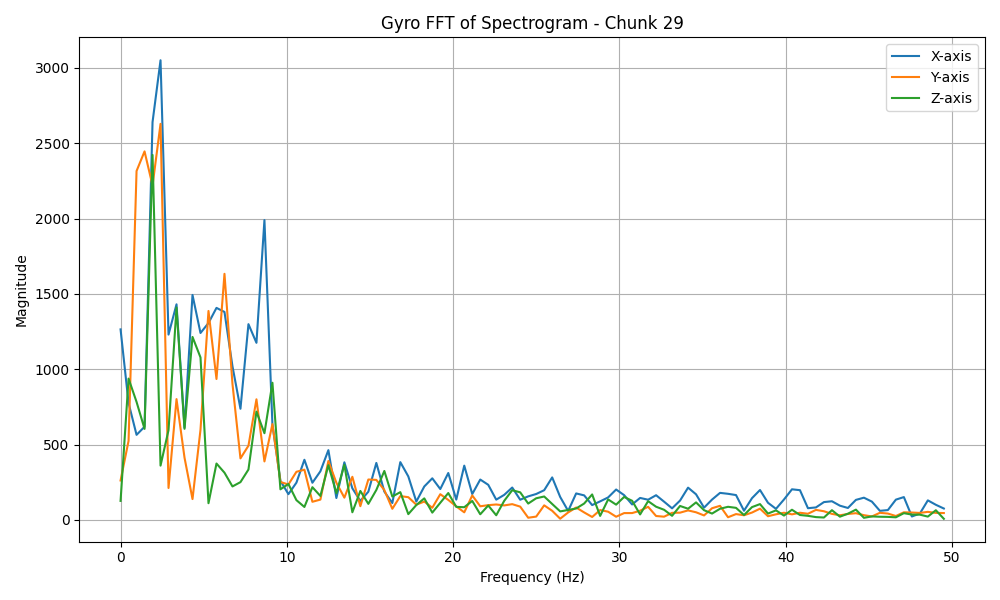 Gyro FFT of Spectrogram - Chunk 29
X-axis
Y-axis
Z-axis
Magnitude
3000
2500
2000
1500
1000
500
0
0 10 20 30 40 50
Frequency (Hz)